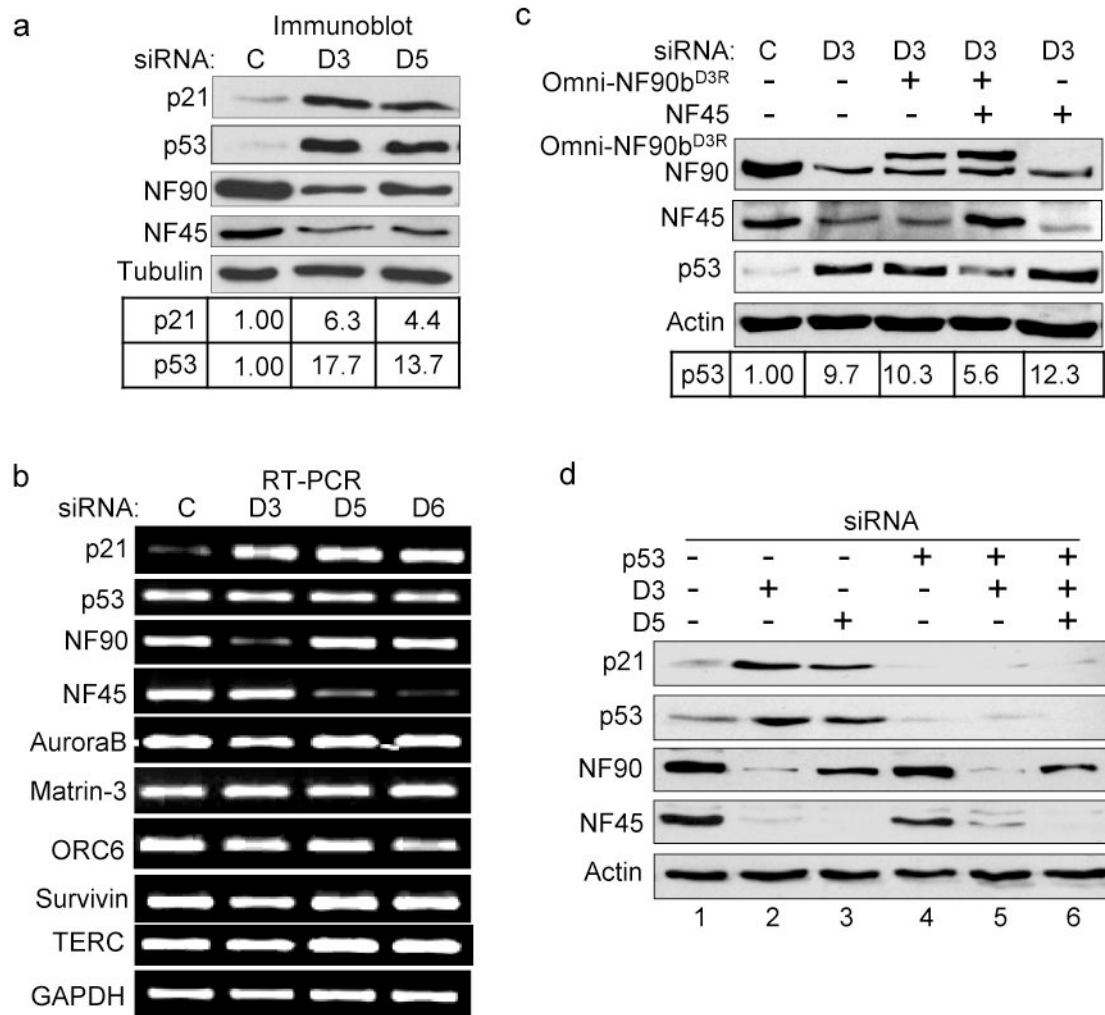 a
Immunoblot
siRNA: C D3 D5
p21
p53
NF90
NF45
Tubulin
p21 1.00 6.3 4.4
p53 1.00 17.7 13.7
b
RT-PCR
siRNA: C D3 D5 D6
p21
p53
NF90
NF45
AuroraB
Matrin-3
ORC6
Survivin
TERC
GAPDH
c
siRNA: C D3 D3 D3 D3
Omni-NF90b^D3R - - + + -
NF45 - - - + +
Omni-NF90b^D3R
NF90
NF45
p53
Actin
p53 1.00 9.7 10.3 5.6 12.3
d
siRNA
p53 - - - + + +
D3 - + - - + +
D5 - - + - - +
p21
p53
NF90
NF45
Actin
1 2 3 4 5 6